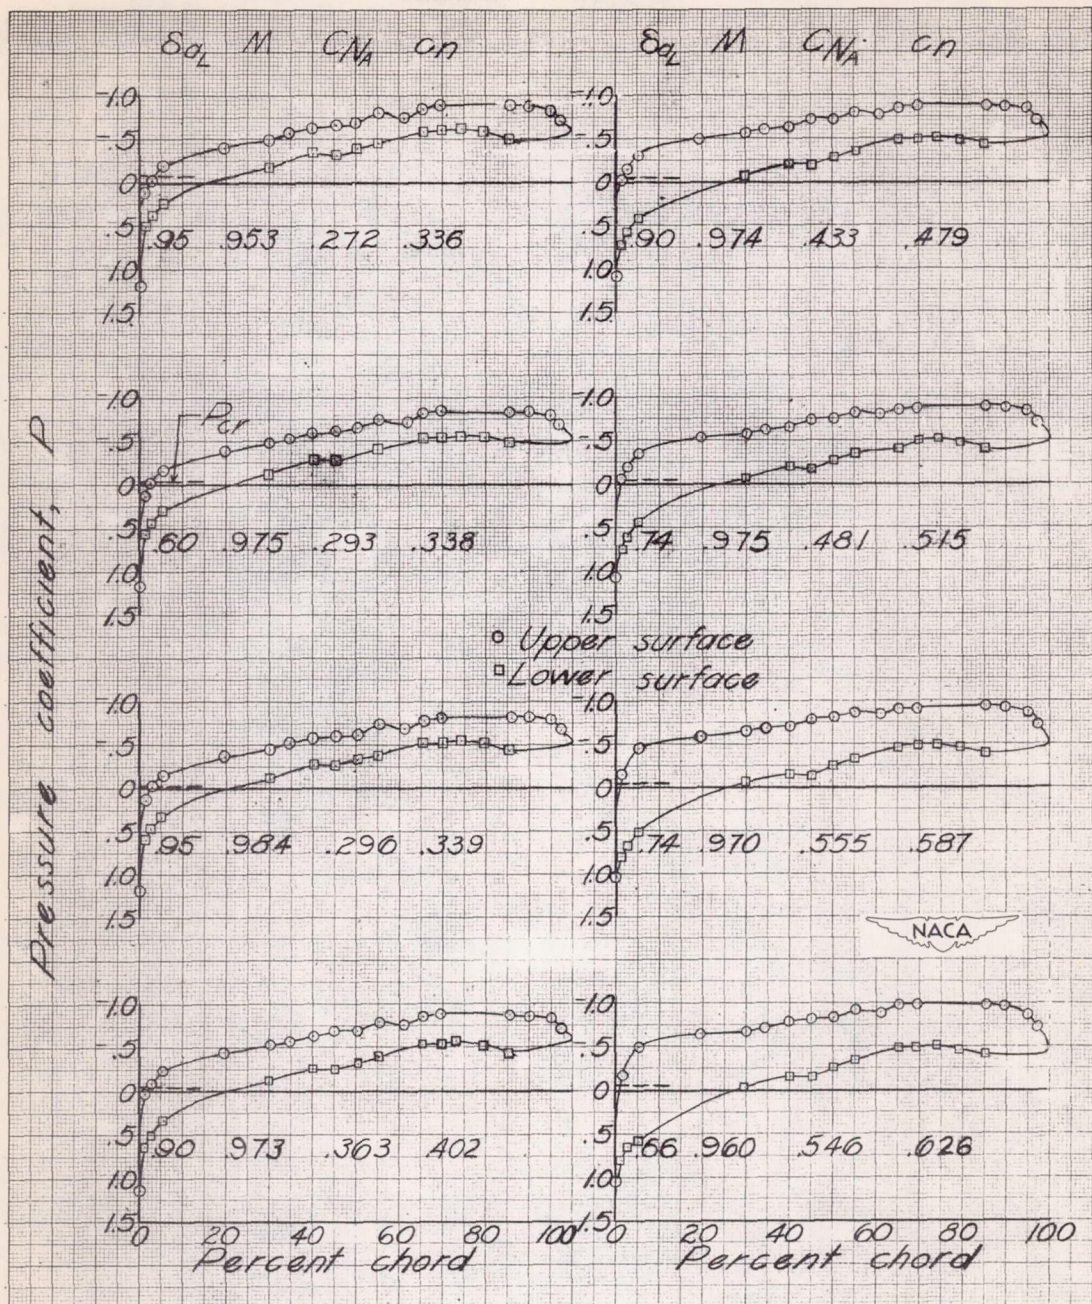 δaL M CNA cn
δaL M CNA cn
-1.0
-.5
0
.5
1.0
1.5
.95 .953 .272 .336
-1.0
-.5
0
.5
1.0
1.5
.90 .974 .433 .479
-1.0
-.5
0
.5
1.0
1.5
Pcr
.60 .975 .293 .338
-1.0
-.5
0
.5
1.0
1.5
.74 .975 .481 .515
Upper surface
Lower surface
-1.0
-.5
0
.5
1.0
1.5
.95 .984 .296 .339
-1.0
-.5
0
.5
1.0
1.5
.74 .970 .555 .587
NACA
-1.0
-.5
0
.5
1.0
1.5
.90 .973 .363 .402
-1.0
-.5
0
.5
1.0
1.5
.66 .960 .546 .626
0 20 40 60 80 100
0 20 40 60 80 100
Percent chord
Percent chord
Pressure coefficient, P